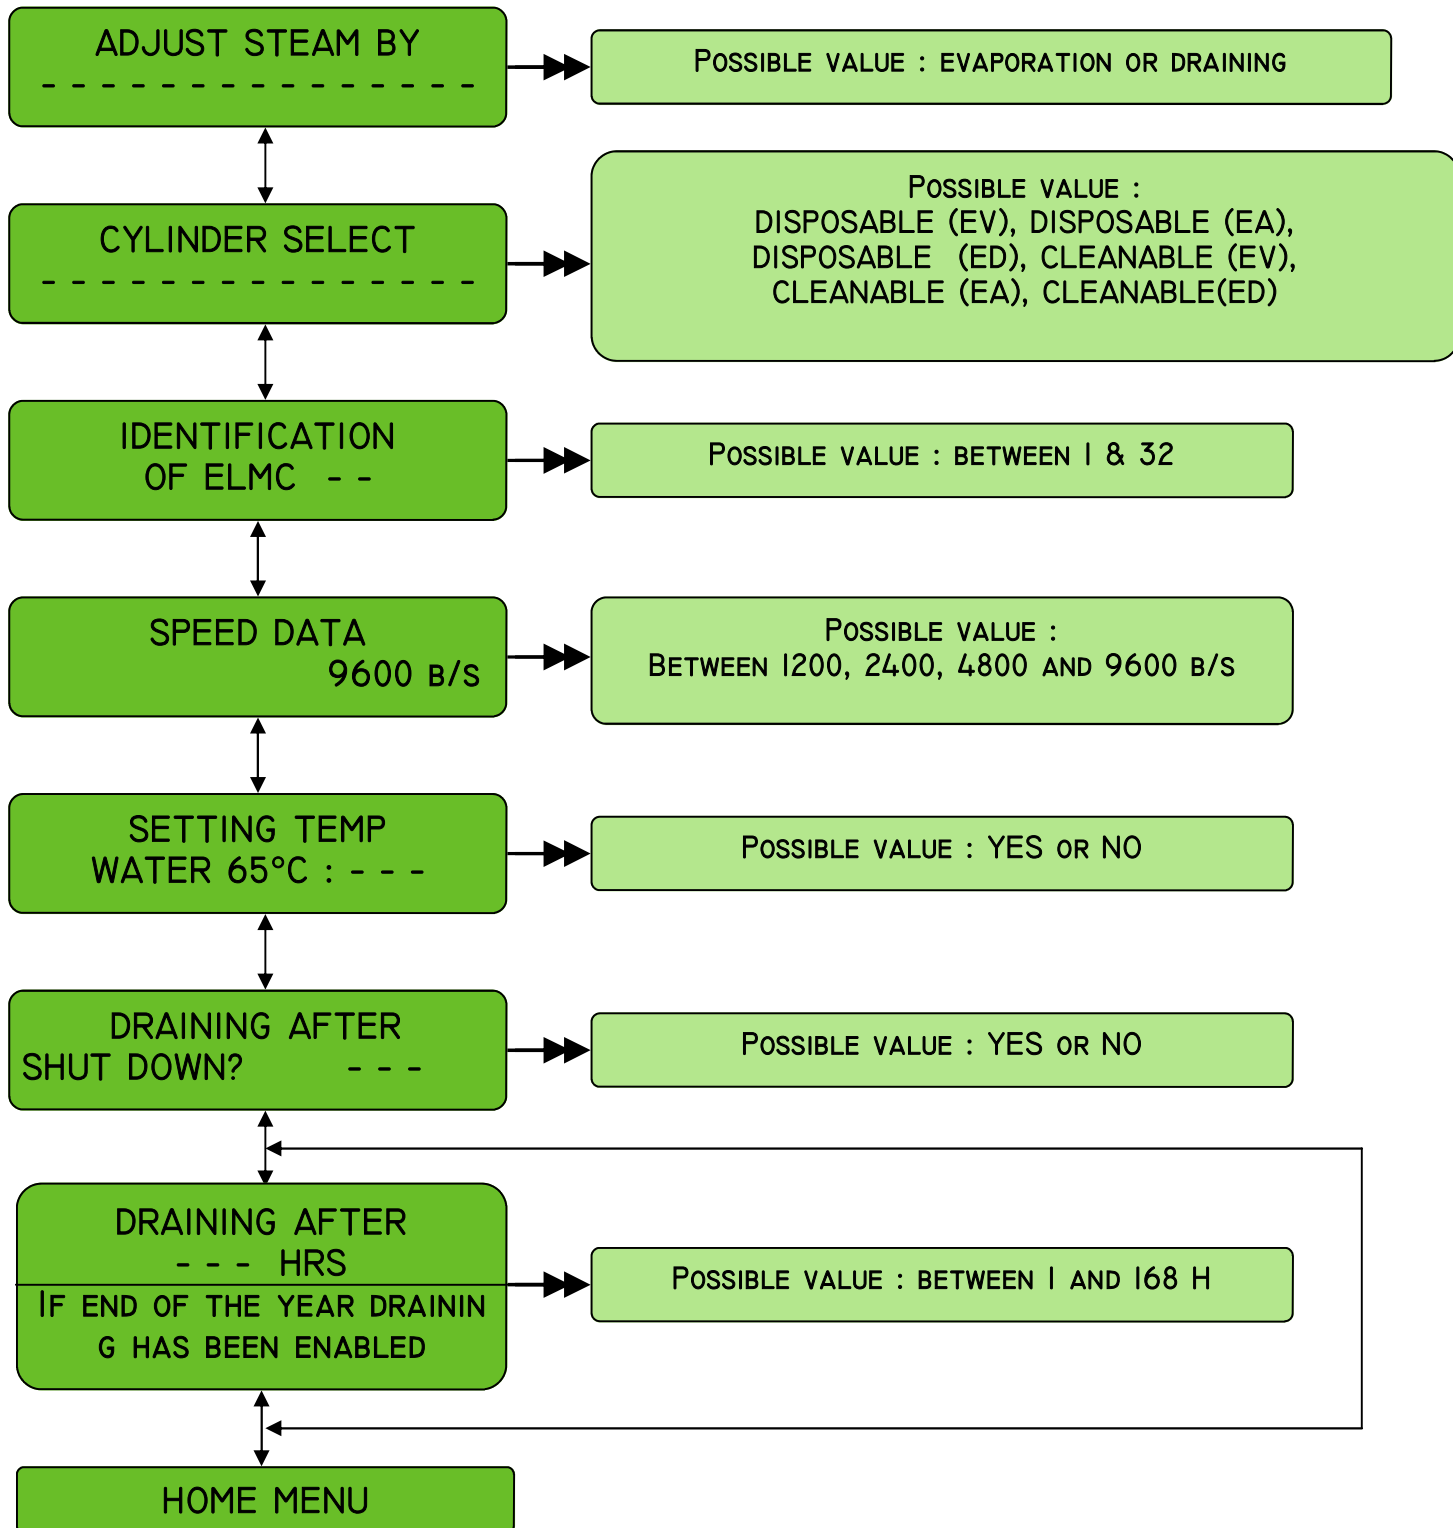 ADJUST STEAM BY
- - - - - - - - - - - - - - -
POSSIBLE VALUE : EVAPORATION OR DRAINING
CYLINDER SELECT
- - - - - - - - - - - - - - -
POSSIBLE VALUE :
DISPOSABLE (EV), DISPOSABLE (EA),
DISPOSABLE (ED), CLEANABLE (EV),
CLEANABLE (EA), CLEANABLE(ED)
IDENTIFICATION
OF ELMC - -
POSSIBLE VALUE : BETWEEN 1 & 32
SPEED DATA
9600 B/S
POSSIBLE VALUE :
BETWEEN 1200, 2400, 4800 AND 9600 B/S
SETTING TEMP
WATER 65°C : - - -
POSSIBLE VALUE : YES OR NO
DRAINING AFTER
SHUT DOWN? - - -
POSSIBLE VALUE : YES OR NO
DRAINING AFTER
- - - HRS
IF END OF THE YEAR DRAININ
G HAS BEEN ENABLED
POSSIBLE VALUE : BETWEEN 1 AND 168 H
HOME MENU